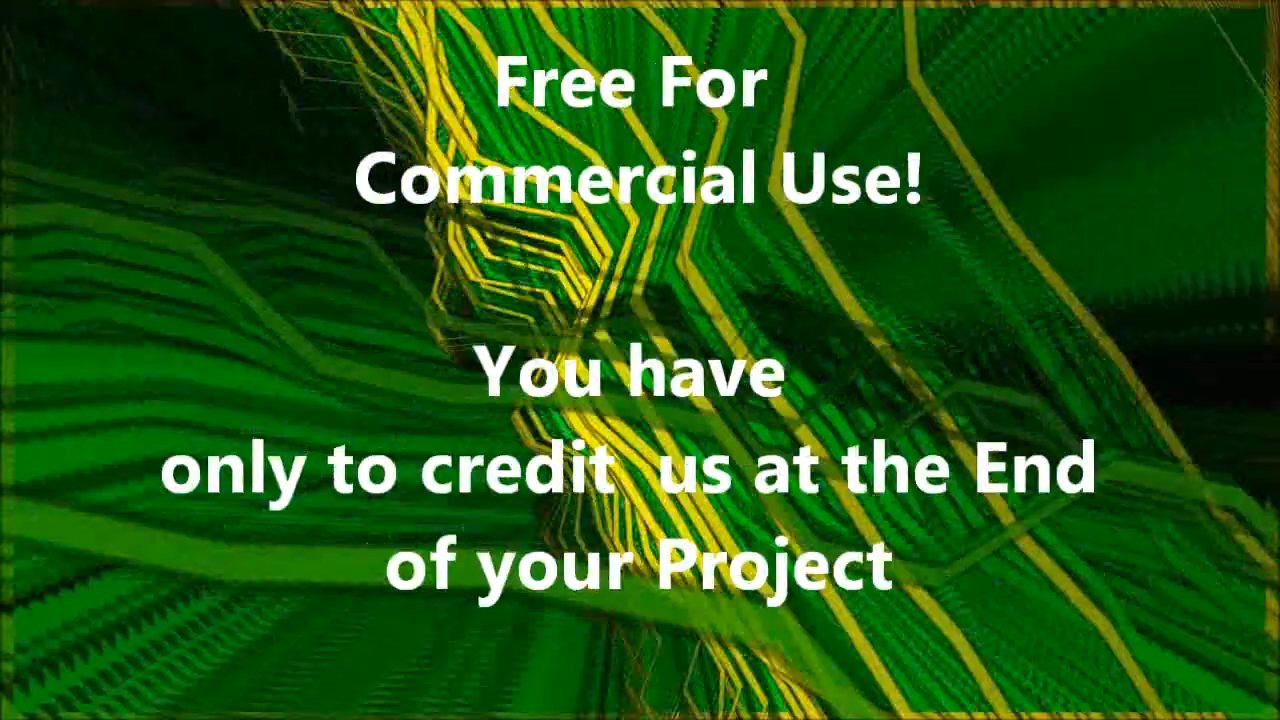 Free For
Commercial Use!
You have
only to credit  us at the End
of your Project